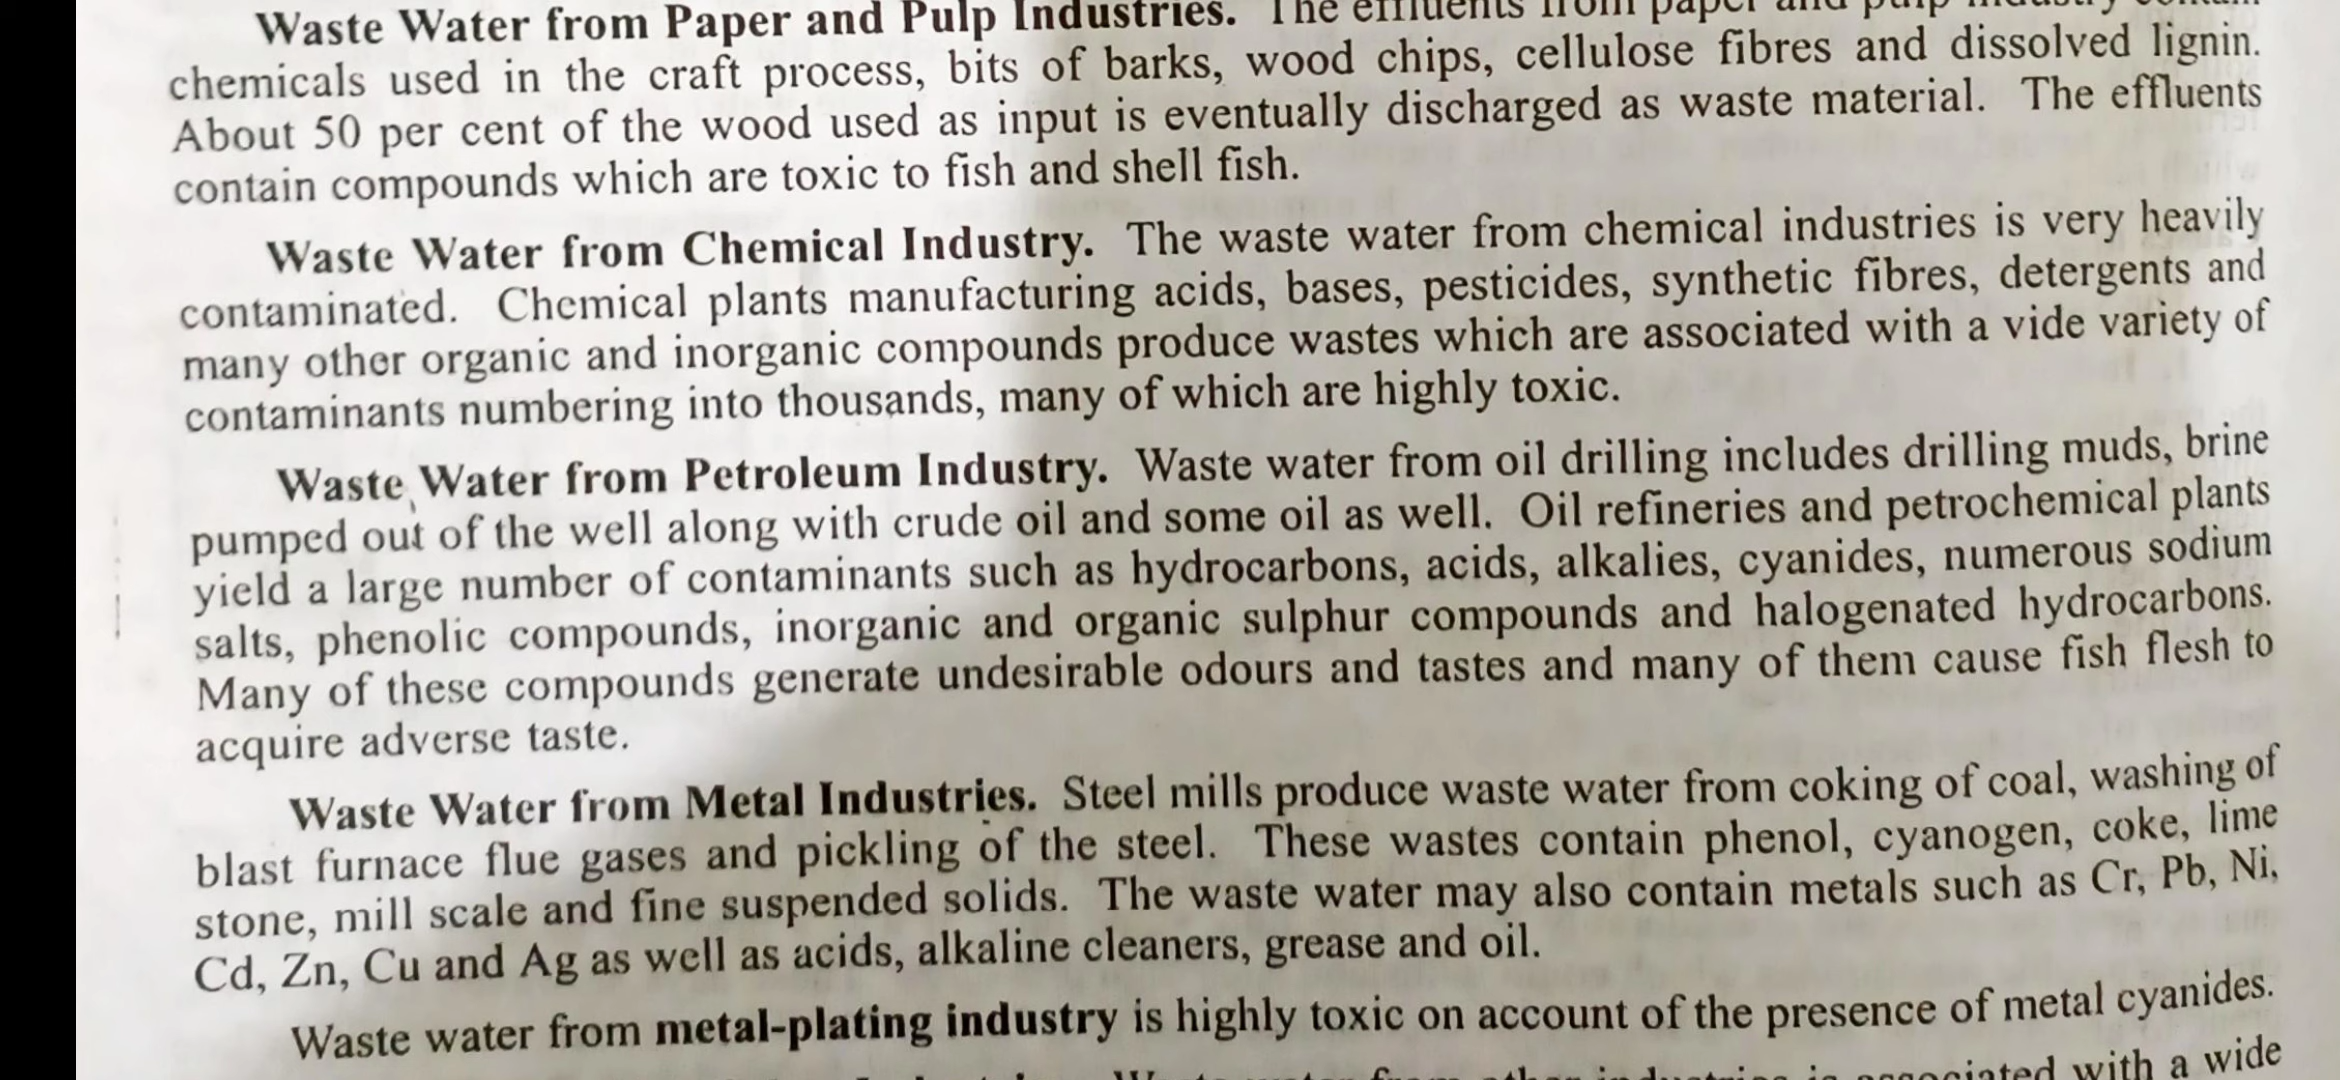 Waste Water from Paper and Pulp Industries. The effluents from paper and pulp industry contain
chemicals used in the craft process, bits of barks, wood chips, cellulose fibres and dissolved lignin.
About 50 per cent of the wood used as input is eventually discharged as waste material. The effluents
contain compounds which are toxic to fish and shell fish.
Waste Water from Chemical Industry. The waste water from chemical industries is very heavily
contaminated. Chemical plants manufacturing acids, bases, pesticides, synthetic fibres, detergents and
many other organic and inorganic compounds produce wastes which are associated with a vide variety of
contaminants numbering into thousands, many of which are highly toxic.
Waste Water from Petroleum Industry. Waste water from oil drilling includes drilling muds, brine
pumped out of the well along with crude oil and some oil as well. Oil refineries and petrochemical plants
yield a large number of contaminants such as hydrocarbons, acids, alkalies, cyanides, numerous sodium
salts, phenolic compounds, inorganic and organic sulphur compounds and halogenated hydrocarbons.
Many of these compounds generate undesirable odours and tastes and many of them cause fish flesh to
acquire adverse taste.
Waste Water from Metal Industries. Steel mills produce waste water from coking of coal, washing of
blast furnace flue gases and pickling of the steel. These wastes contain phenol, cyanogen, coke, lime
stone, mill scale and fine suspended solids. The waste water may also contain metals such as Cr, Pb, Ni,
Cd, Zn, Cu and Ag as well as acids, alkaline cleaners, grease and oil.
Waste water from metal-plating industry is highly toxic on account of the presence of metal cyanides.
from other industries is associated with a wide